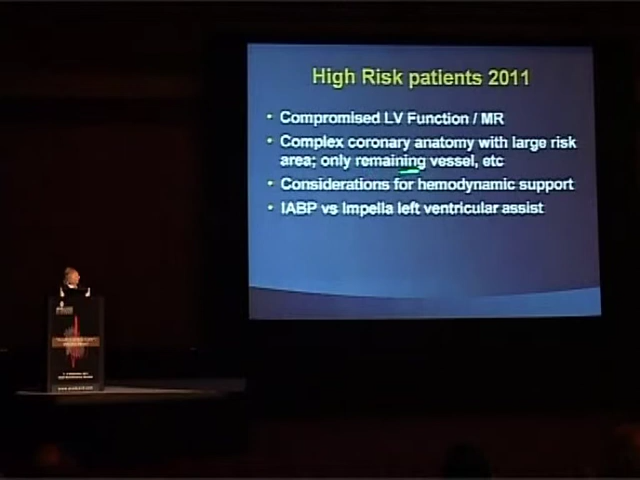 High Risk patients 2011
• Compromised LV Function / MR
• Complex coronary anatomy with large risk
area; only remaining vessel, etc
• Considerations for hemodynamic support
• IABP vs Impella left ventricular assist